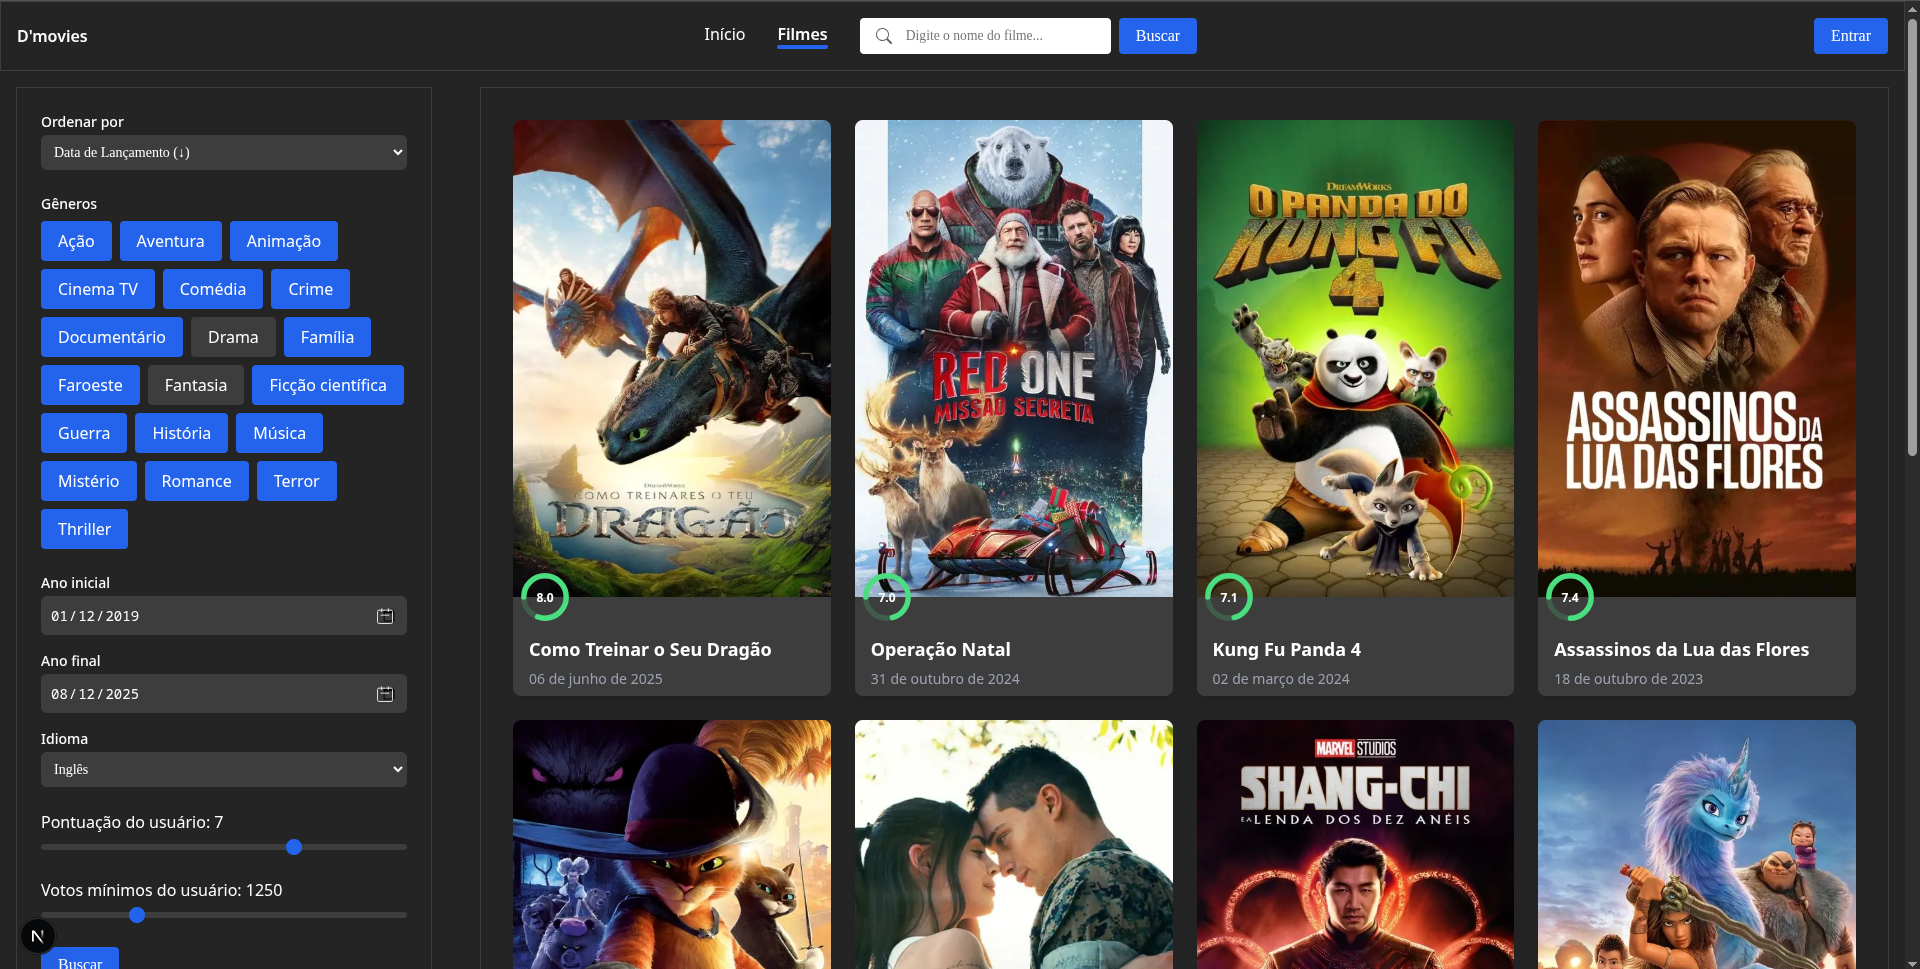 D'movies
Início
Filmes
Digite o nome do filme...
Buscar
Entrar
Ordenar por
Data de Lançamento (↓)
Gêneros
Ação Aventura Animação
Cinema TV Comédia Crime
Documentário Drama Família
Faroeste Fantasia Ficção científica
Guerra História Música
Mistério Romance Terror
Thriller
Ano inicial
01/12/2019
Ano final
08/12/2025
Idioma
Inglês
Pontuação do usuário: 7
Votos mínimos do usuário: 1250
N
Buscar
DREAMWORKS
COMO TREINARES O TEU
DRAGÃO
8.0
Como Treinar o Seu Dragão
06 de junho de 2025
RED ONE
MISSÃO SECRETA
7.0
Operação Natal
31 de outubro de 2024
DREAMWORKS
O PANDA DO
KUNG FU
4
7.1
Kung Fu Panda 4
02 de março de 2024
ASSASSINOS DA
LUA DAS FLORES
7.4
Assassinos da Lua das Flores
18 de outubro de 2023
MARVEL STUDIOS
SHANG-CHI
E A LENDA DOS DEZ ANÉIS